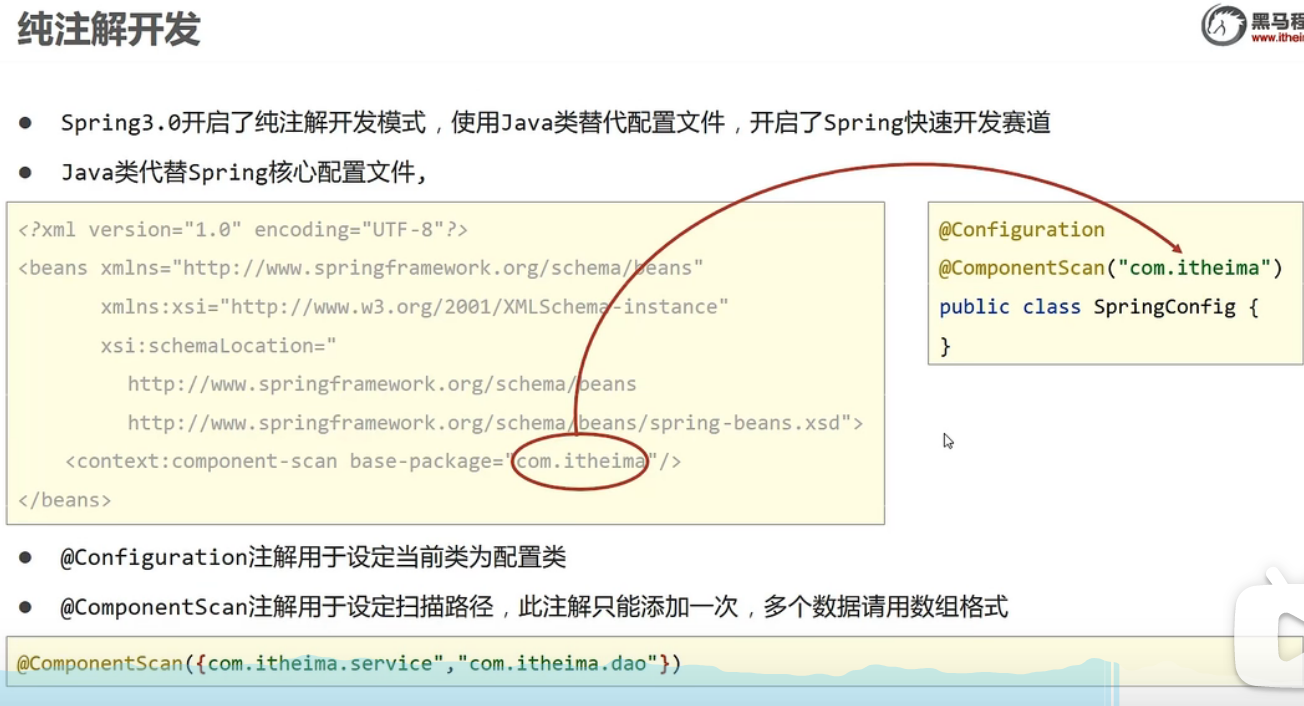 纯注解开发
黑马程
www.ithei
● Spring3.0开启了纯注解开发模式，使用Java类替代配置文件，开启了Spring快速开发赛道
● Java类代替Spring核心配置文件,
<?xml version="1.0" encoding="UTF-8"?>
<beans xmlns="http://www.springframework.org/schema/beans"
xmlns:xsi="http://www.w3.org/2001/XMLSchema-instance"
xsi:schemaLocation="
http://www.springframework.org/schema/beans
http://www.springframework.org/schema/beans/spring-beans.xsd">
<context:component-scan base-package="com.itheima"/>
</beans>
@Configuration
@ComponentScan("com.itheima")
public class SpringConfig {
}
● @Configuration注解用于设定当前类为配置类
● @ComponentScan注解用于设定扫描路径，此注解只能添加一次，多个数据请用数组格式
@ComponentScan({com.itheima.service","com.itheima.dao"})